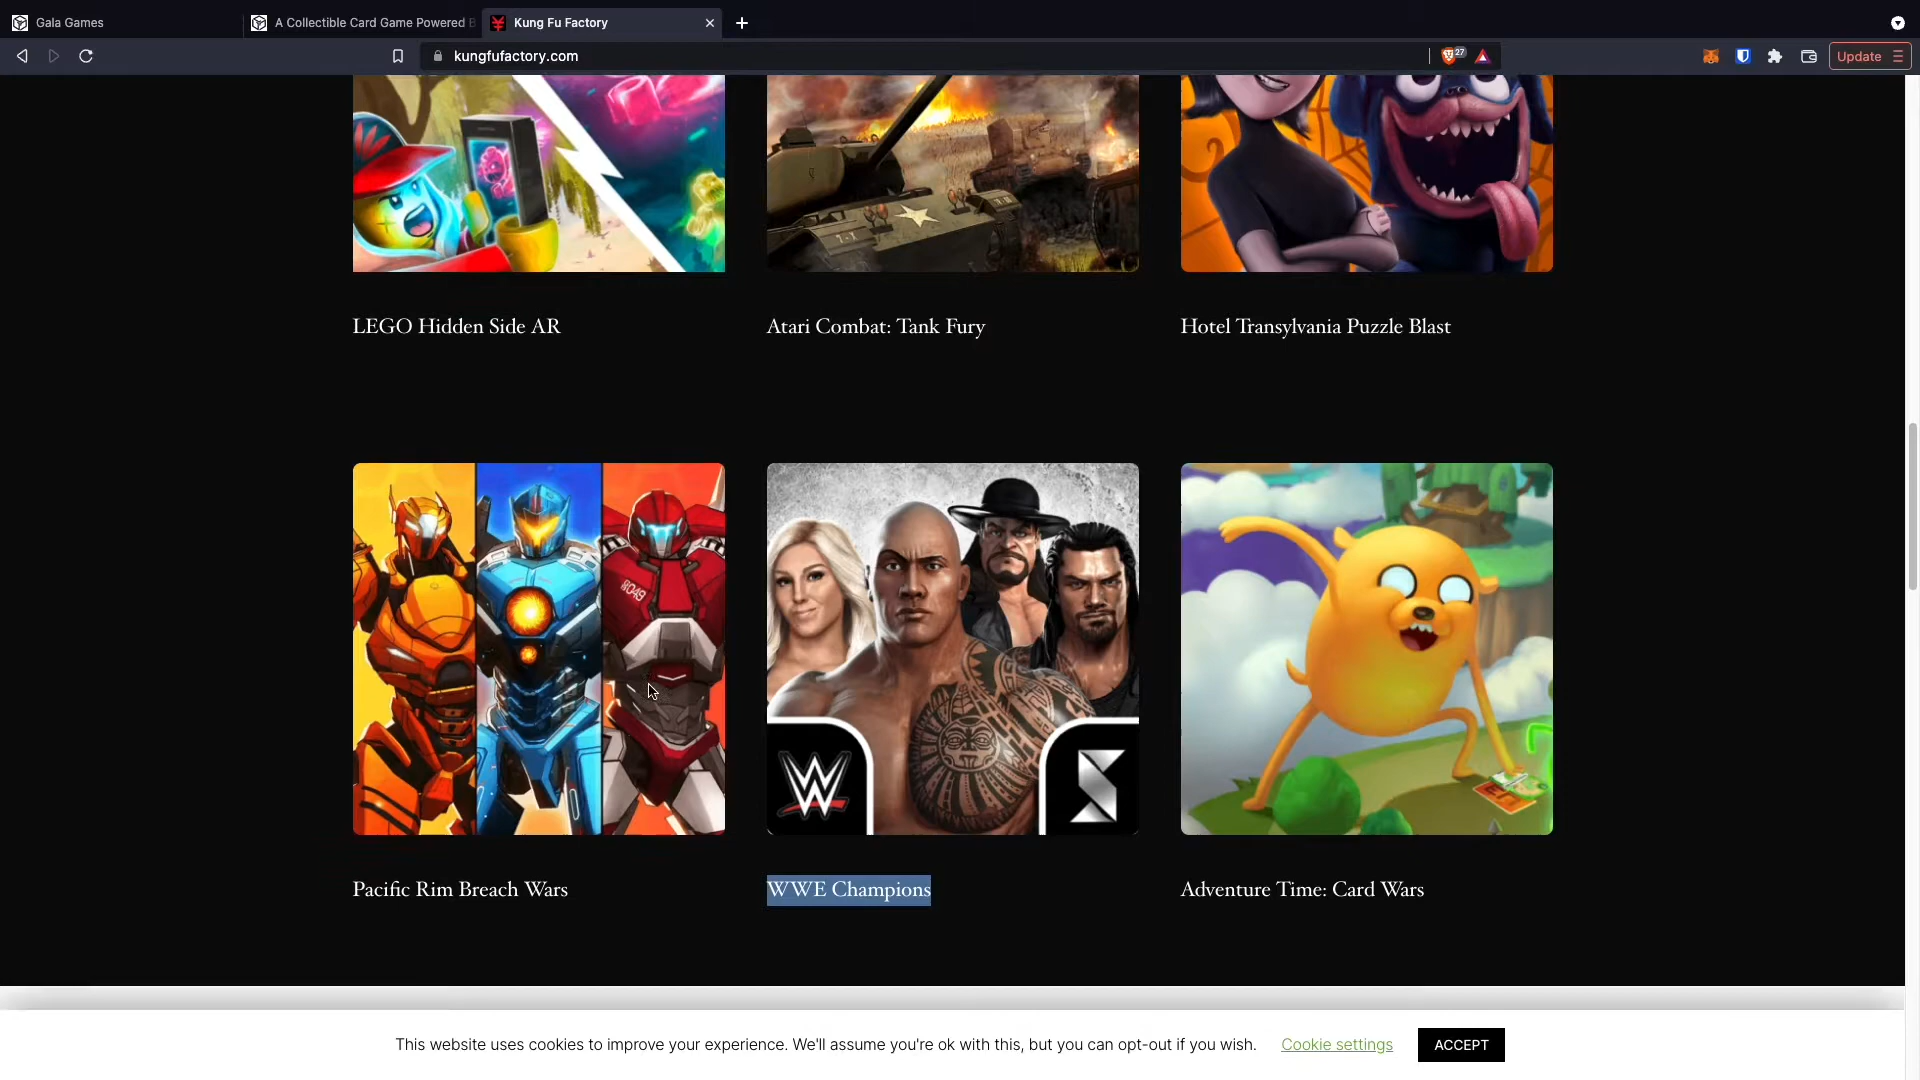 Gala Games
A Collectible Card Game Powered B
Kung Fu Factory
kungfufactory.com
27
Update
LEGO Hidden Side AR
Atari Combat: Tank Fury
Hotel Transylvania Puzzle Blast
8049
Pacific Rim Breach Wars
WWE Champions
Adventure Time: Card Wars
This website uses cookies to improve your experience. We'll assume you're ok with this, but you can opt-out if you wish.
Cookie settings
ACCEPT